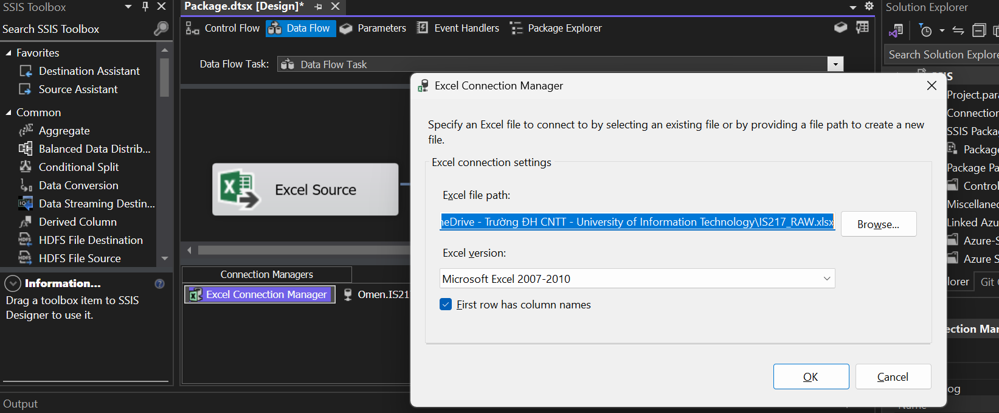 SSIS Toolbox
Search SSIS Toolbox
Favorites
Destination Assistant
Source Assistant
Common
Aggregate
Balanced Data Distrib...
Conditional Split
Data Conversion
Data Streaming Destin...
Derived Column
HDFS File Destination
HDFS File Source
Information...
Drag a toolbox item to SSIS
Designer to use it.
Output
Package.dtsx [Design]*
Control Flow
Data Flow
Parameters
Event Handlers
Package Explorer
Data Flow Task:
Data Flow Task
Excel Source
Connection Managers
Excel Connection Manager
Omen.IS21
Excel Connection Manager
Specify an Excel file to connect to by selecting an existing file or by providing a file path to create a new
file.
Excel connection settings
Excel file path:
neDrive - Trường ĐH CNTT - University of Information Technology\IS217_RAW.xlsx
Browse...
Excel version:
Microsoft Excel 2007-2010
First row has column names
OK
Cancel
Solution Explorer
Search Solution Explore
SIS
Project.para
Connection
SSIS Packa
Package
Package Pa
Control
Miscellane
Linked Azu
Azure-S
Azure S
lorer
Git C
ection Man
og
Name